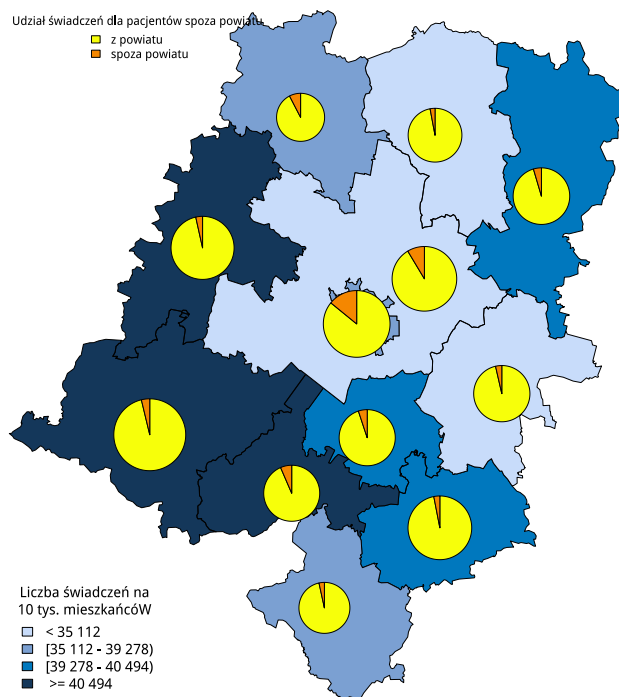 Udział świadczeń dla pacjentów spoza powiatu
z powiatu
spoza powiatu
Liczba świadczeń na
10 tys. mieszkańcóW
< 35 112
[35 112 - 39 278)
[39 278 - 40 494)
>= 40 494